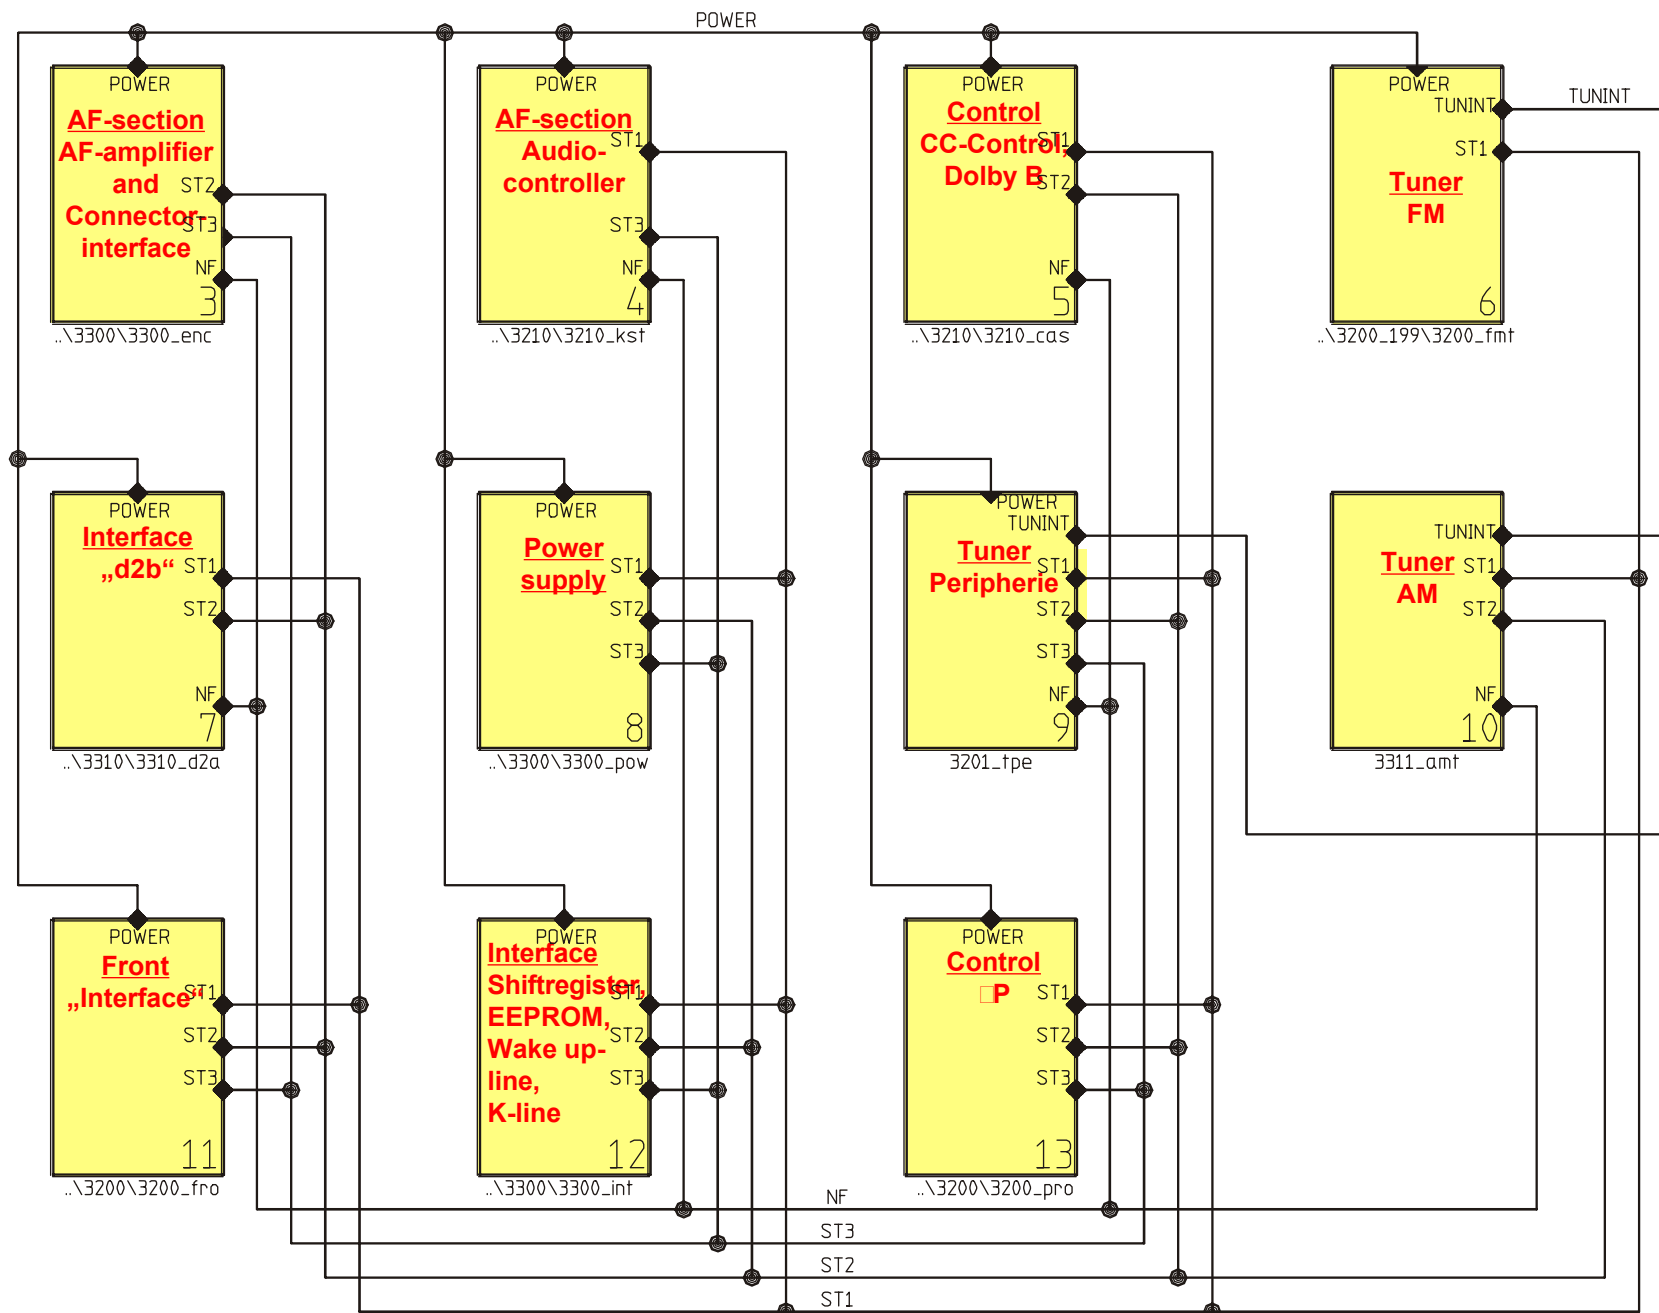 POWER
POWER
AF-section
AF-amplifier
and
Connector-
interface
ST2
ST3
NF
3
..\3300\3300_enc
AF-section
Audio-
controller
POWER
ST1
ST3
NF
4
..\3210\3210_kst
POWER
Control
CC-Control,
Dolby B
ST1
ST2
NF
5
..\3210\3210_cas
POWER
TUNINT
TUNINT
ST1
Tuner
FM
6
..\3200_199\3200_fmt
POWER
Interface
„d2b“
ST1
ST2
NF
7
..\3310\3310_d2a
POWER
Power
supply
ST1
ST2
ST3
8
..\3300\3300_pow
POWER
TUNINT
Tuner
Peripherie
ST1
ST2
ST3
NF
9
3201_tpe
TUNINT
Tuner
AM
ST1
ST2
NF
10
3311_amt
POWER
Front
„Interface“
ST1
ST2
ST3
11
..\3200\3200_fro
POWER
Interface
Shiftregister,
EEPROM,
Wake up-
line,
K-line
ST1
ST2
ST3
12
..\3300\3300_int
POWER
Control
□P
ST1
ST2
ST3
13
..\3200\3200_pro
NF
ST3
ST2
ST1